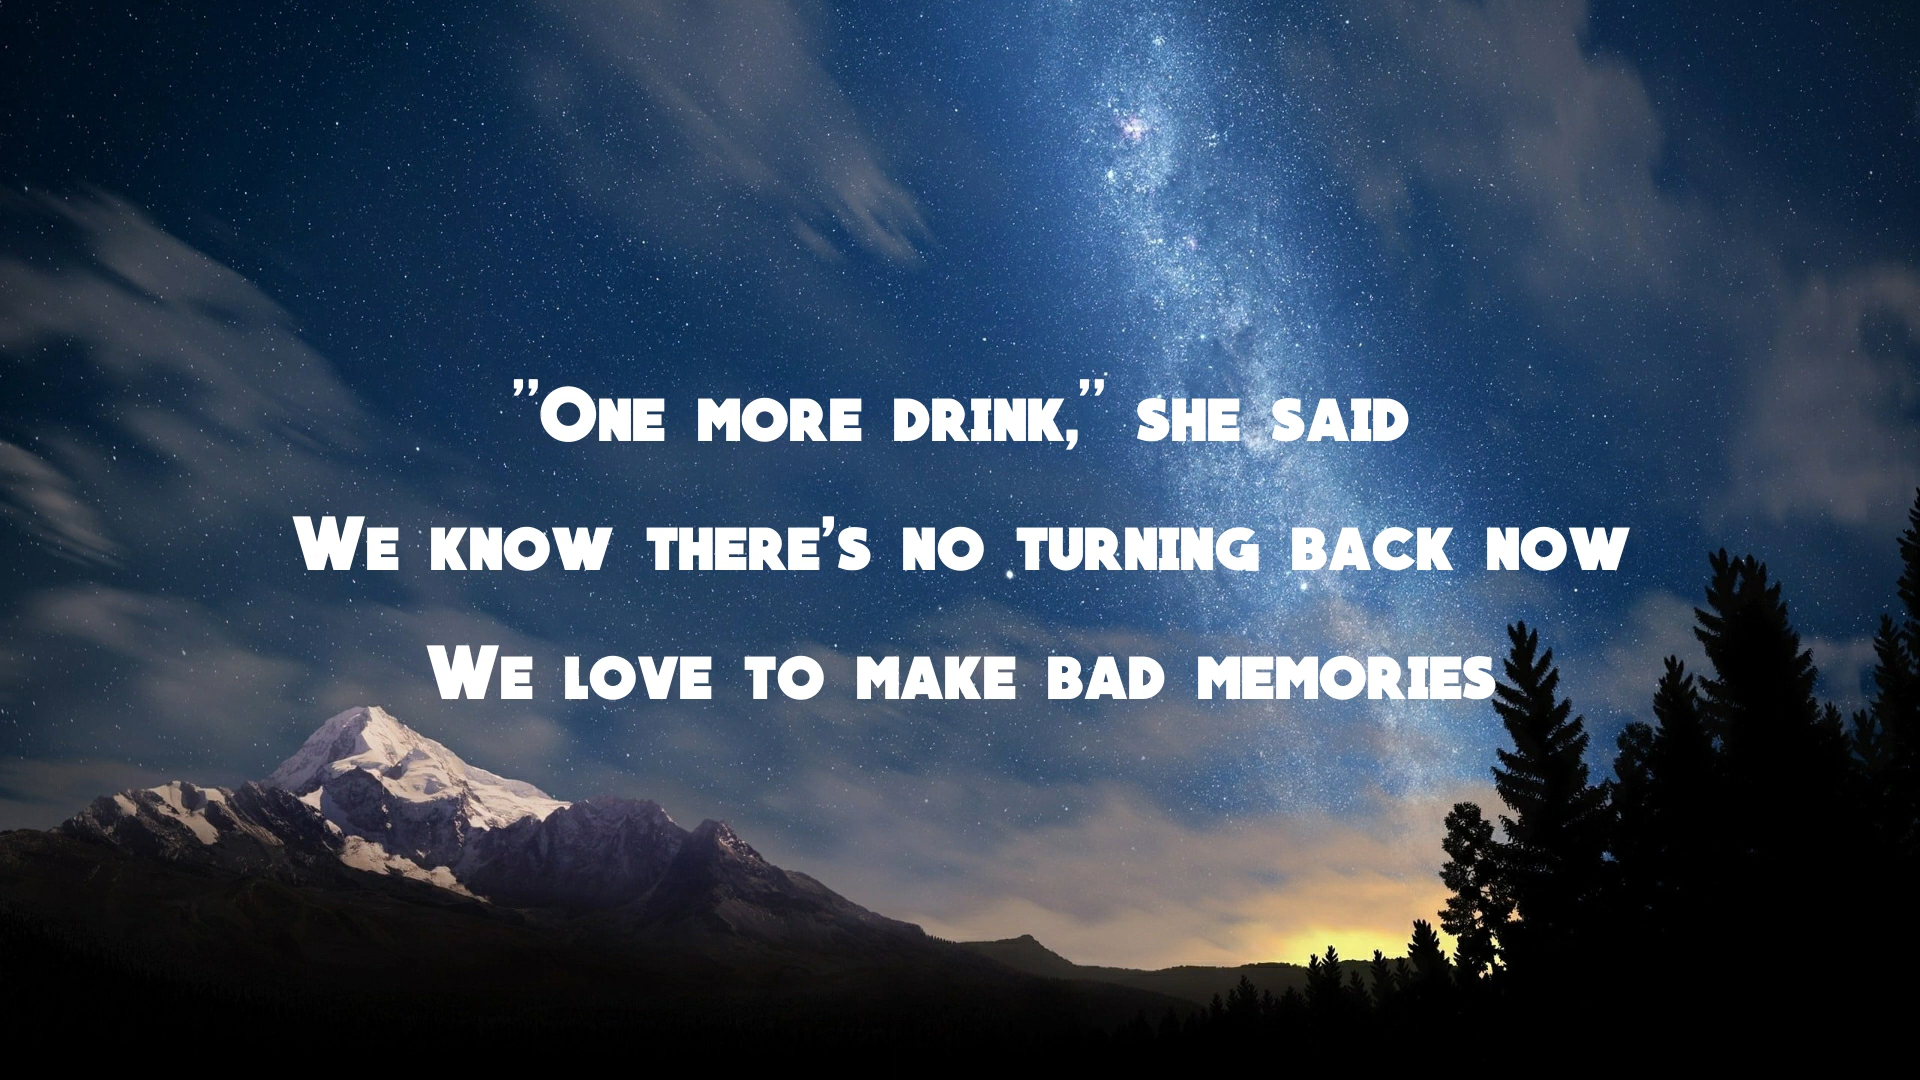 "One more drink," she said
We know there's no turning back now
We love to make bad memories